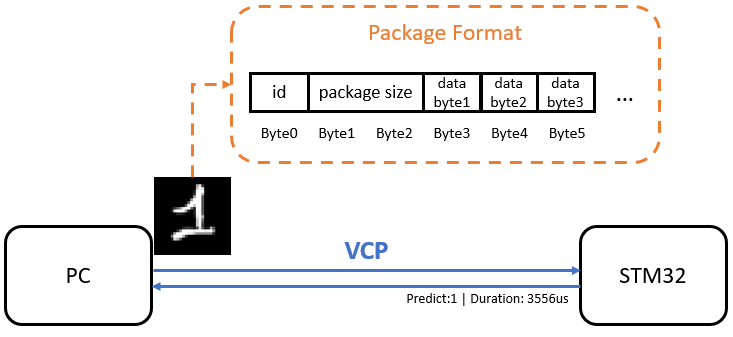 Package Format
id
package size
data
byte1
data
byte2
data
byte3
...
Byte0
Byte1
Byte2
Byte3
Byte4
Byte5
1
VCP
PC
STM32
Predict:1 | Duration: 3556us